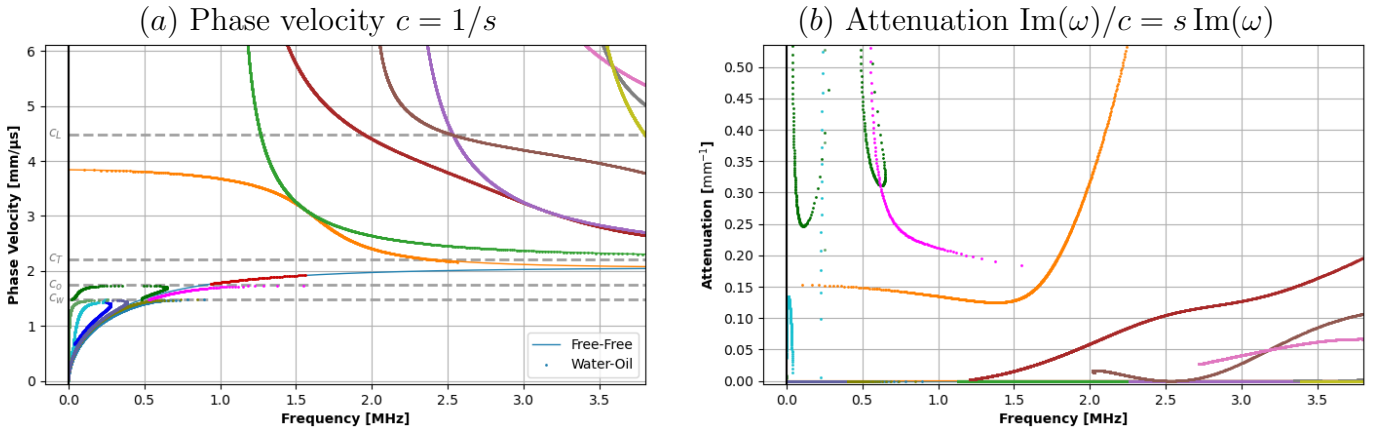 (a) Phase velocity c = 1/s
Phase Velocity [mm/µs]
6
5
4
3
2
1
0
c_L
c_T
c_O
c_W
Free-Free
Water-Oil
0.0 0.5 1.0 1.5 2.0 2.5 3.0 3.5
Frequency [MHz]
(b) Attenuation Im(ω)/c = s Im(ω)
Attenuation [mm⁻¹]
0.50
0.45
0.40
0.35
0.30
0.25
0.20
0.15
0.10
0.05
0.00
0.0 0.5 1.0 1.5 2.0 2.5 3.0 3.5
Frequency [MHz]